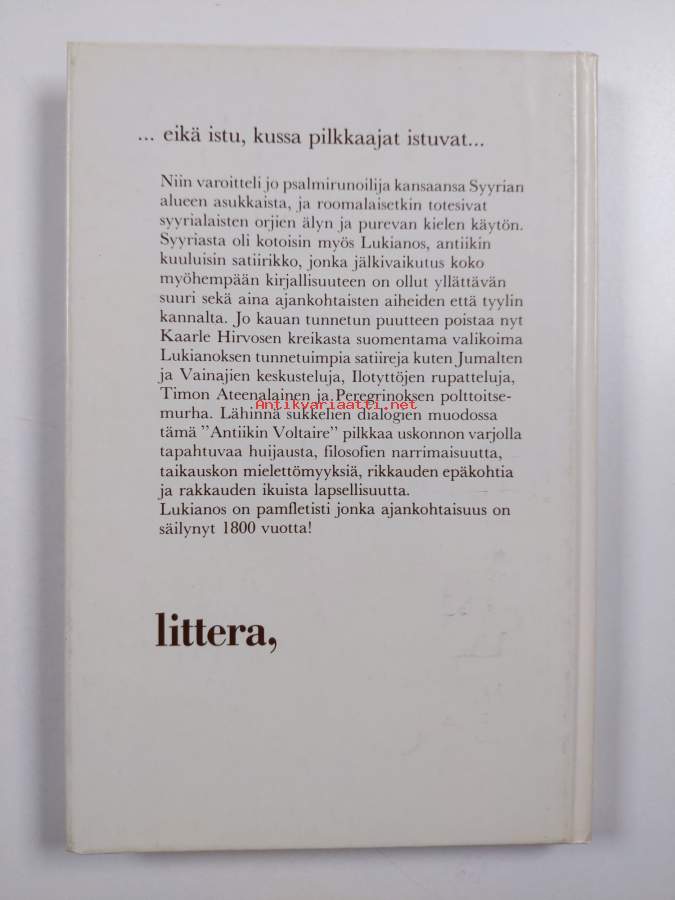 ... eikä istu, kussa pilkkaajat istuvat...
Niin varoitteli jo psalmirunoilija kansaansa Syyrian
alueen asukkaista, ja roomalaisetkin totesivat
syyrialaisten orjien älyn ja purevan kielen käytön.
Syyriasta oli kotoisin myös Lukianos, antiikin
kuuluisin satiirikko, jonka jälkivaikutus koko
myöhempään kirjallisuuteen on ollut yllättävän
suuri sekä aina ajankohtaisten aiheiden että tyylin
kannalta. Jo kauan tunnetun puutteen poistaa nyt
Kaarle Hirvosen kreikasta suomentama valikoima
Lukianoksen tunnetuimpia satiireja kuten Jumalten
ja Vainajien keskusteluja, Ilotyttöjen rupatteluja,
Timon Ateenalainen ja Peregrinoksen polttoitse-
murha. Lähinnä sukkelien dialogien muodossa
Antikvariaatti.net
tämä ”Antiikin Voltaire” pilkkaa uskonnon varjolla
tapahtuvaa huijausta, filosofien narrimaisuutta,
taikauskon mielettömyyksiä, rikkauden epäkohtia
ja rakkauden ikuista lapsellisuutta.
Lukianos on pamfletisti jonka ajankohtaisuus on
säilynyt 1800 vuotta!
littera,